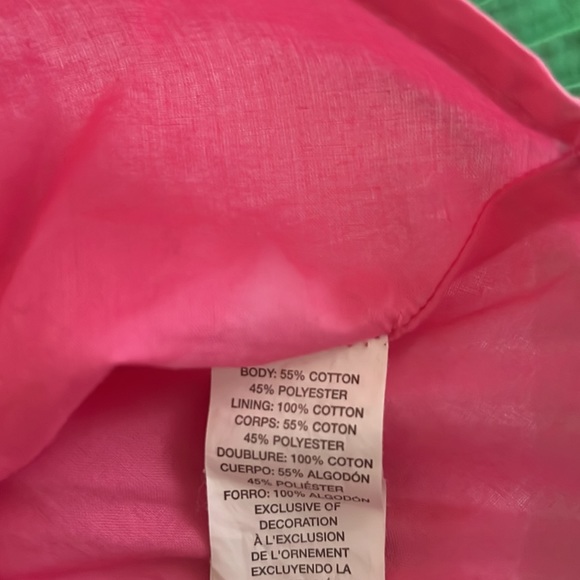 BODY: 55% COTTON
45% POLYESTER
LINING: 100% COTTON
CORPS: 55% COTON
45% POLYESTER
DOUBLURE: 100% COTON
CUERPO: 55% ALGODÓN
45% POLIÉSTER
FORRO: 100% ALGODÓN
EXCLUSIVE OF
DECORATION
À L'EXCLUSION
DE L'ORNEMENT
EXCLUYENDO LA